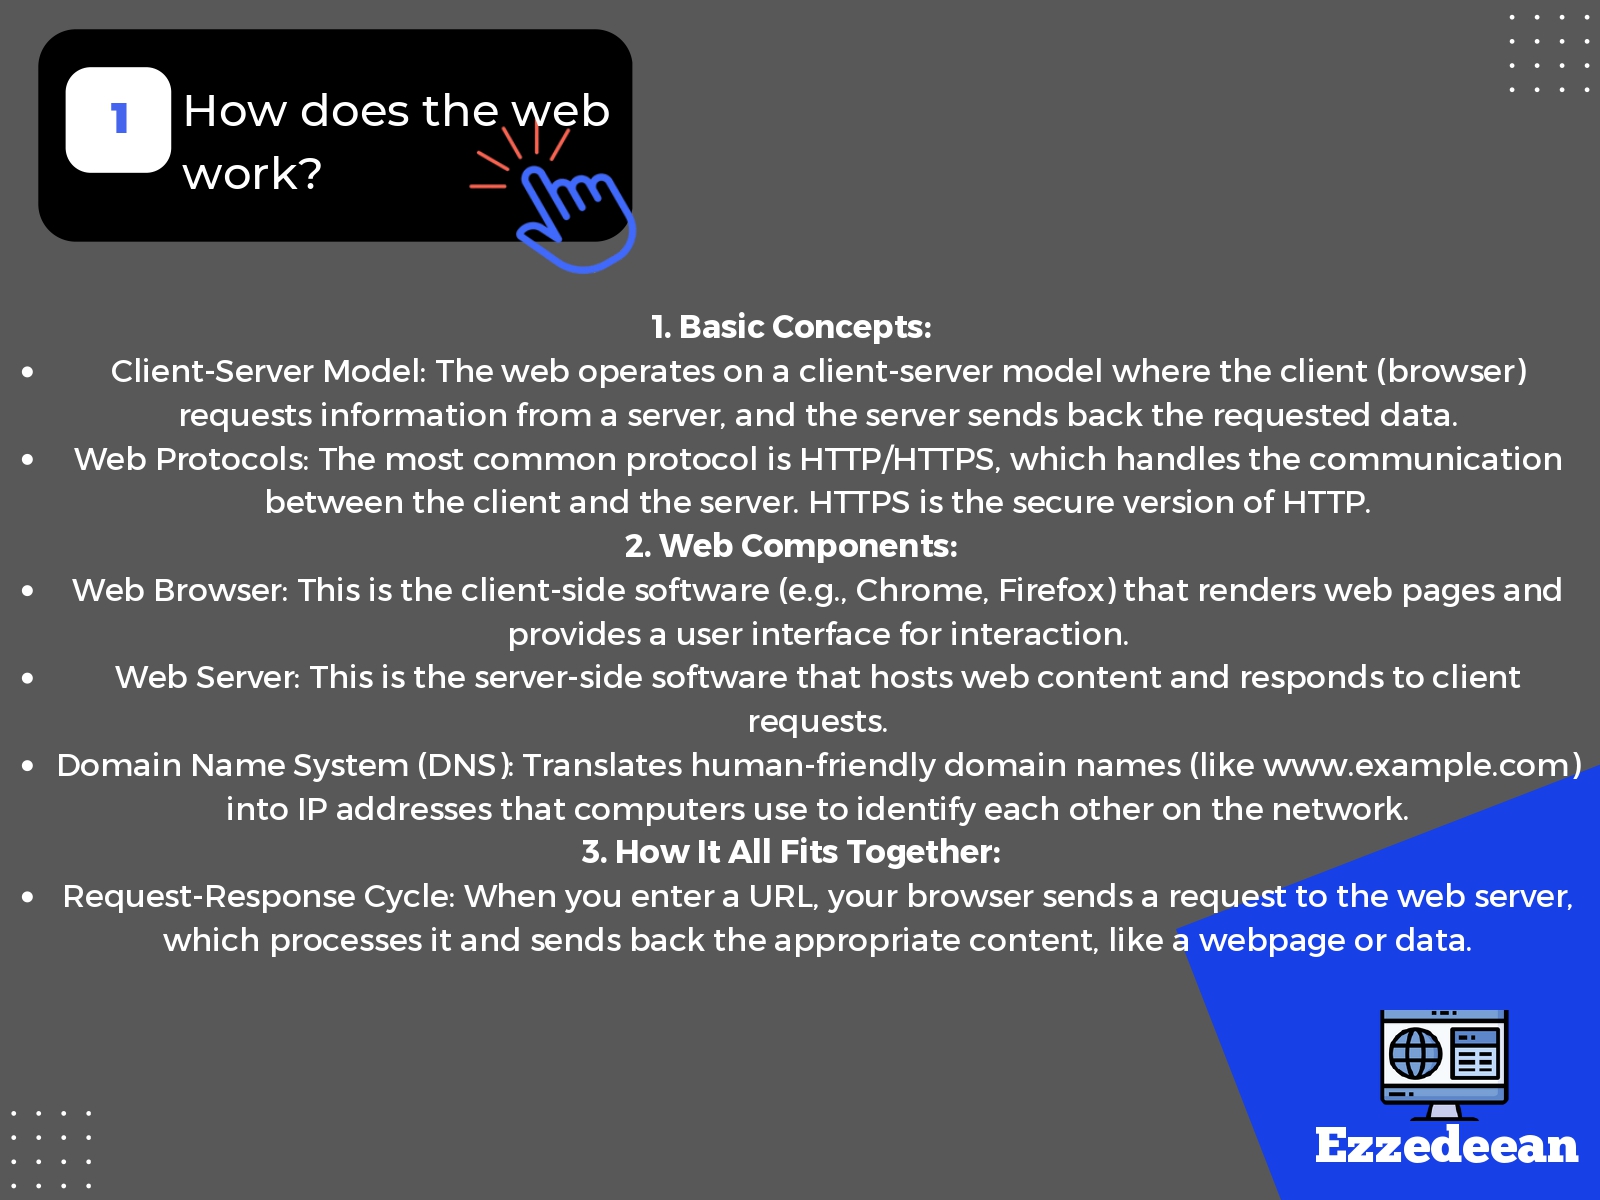 1
How does the web
work?
1. Basic Concepts:
• Client-Server Model: The web operates on a client-server model where the client (browser)
requests information from a server, and the server sends back the requested data.
• Web Protocols: The most common protocol is HTTP/HTTPS, which handles the communication
between the client and the server. HTTPS is the secure version of HTTP.
2. Web Components:
• Web Browser: This is the client-side software (e.g., Chrome, Firefox) that renders web pages and
provides a user interface for interaction.
• Web Server: This is the server-side software that hosts web content and responds to client
requests.
• Domain Name System (DNS): Translates human-friendly domain names (like www.example.com)
into IP addresses that computers use to identify each other on the network.
3. How It All Fits Together:
• Request-Response Cycle: When you enter a URL, your browser sends a request to the web server,
which processes it and sends back the appropriate content, like a webpage or data.
Ezzedeean